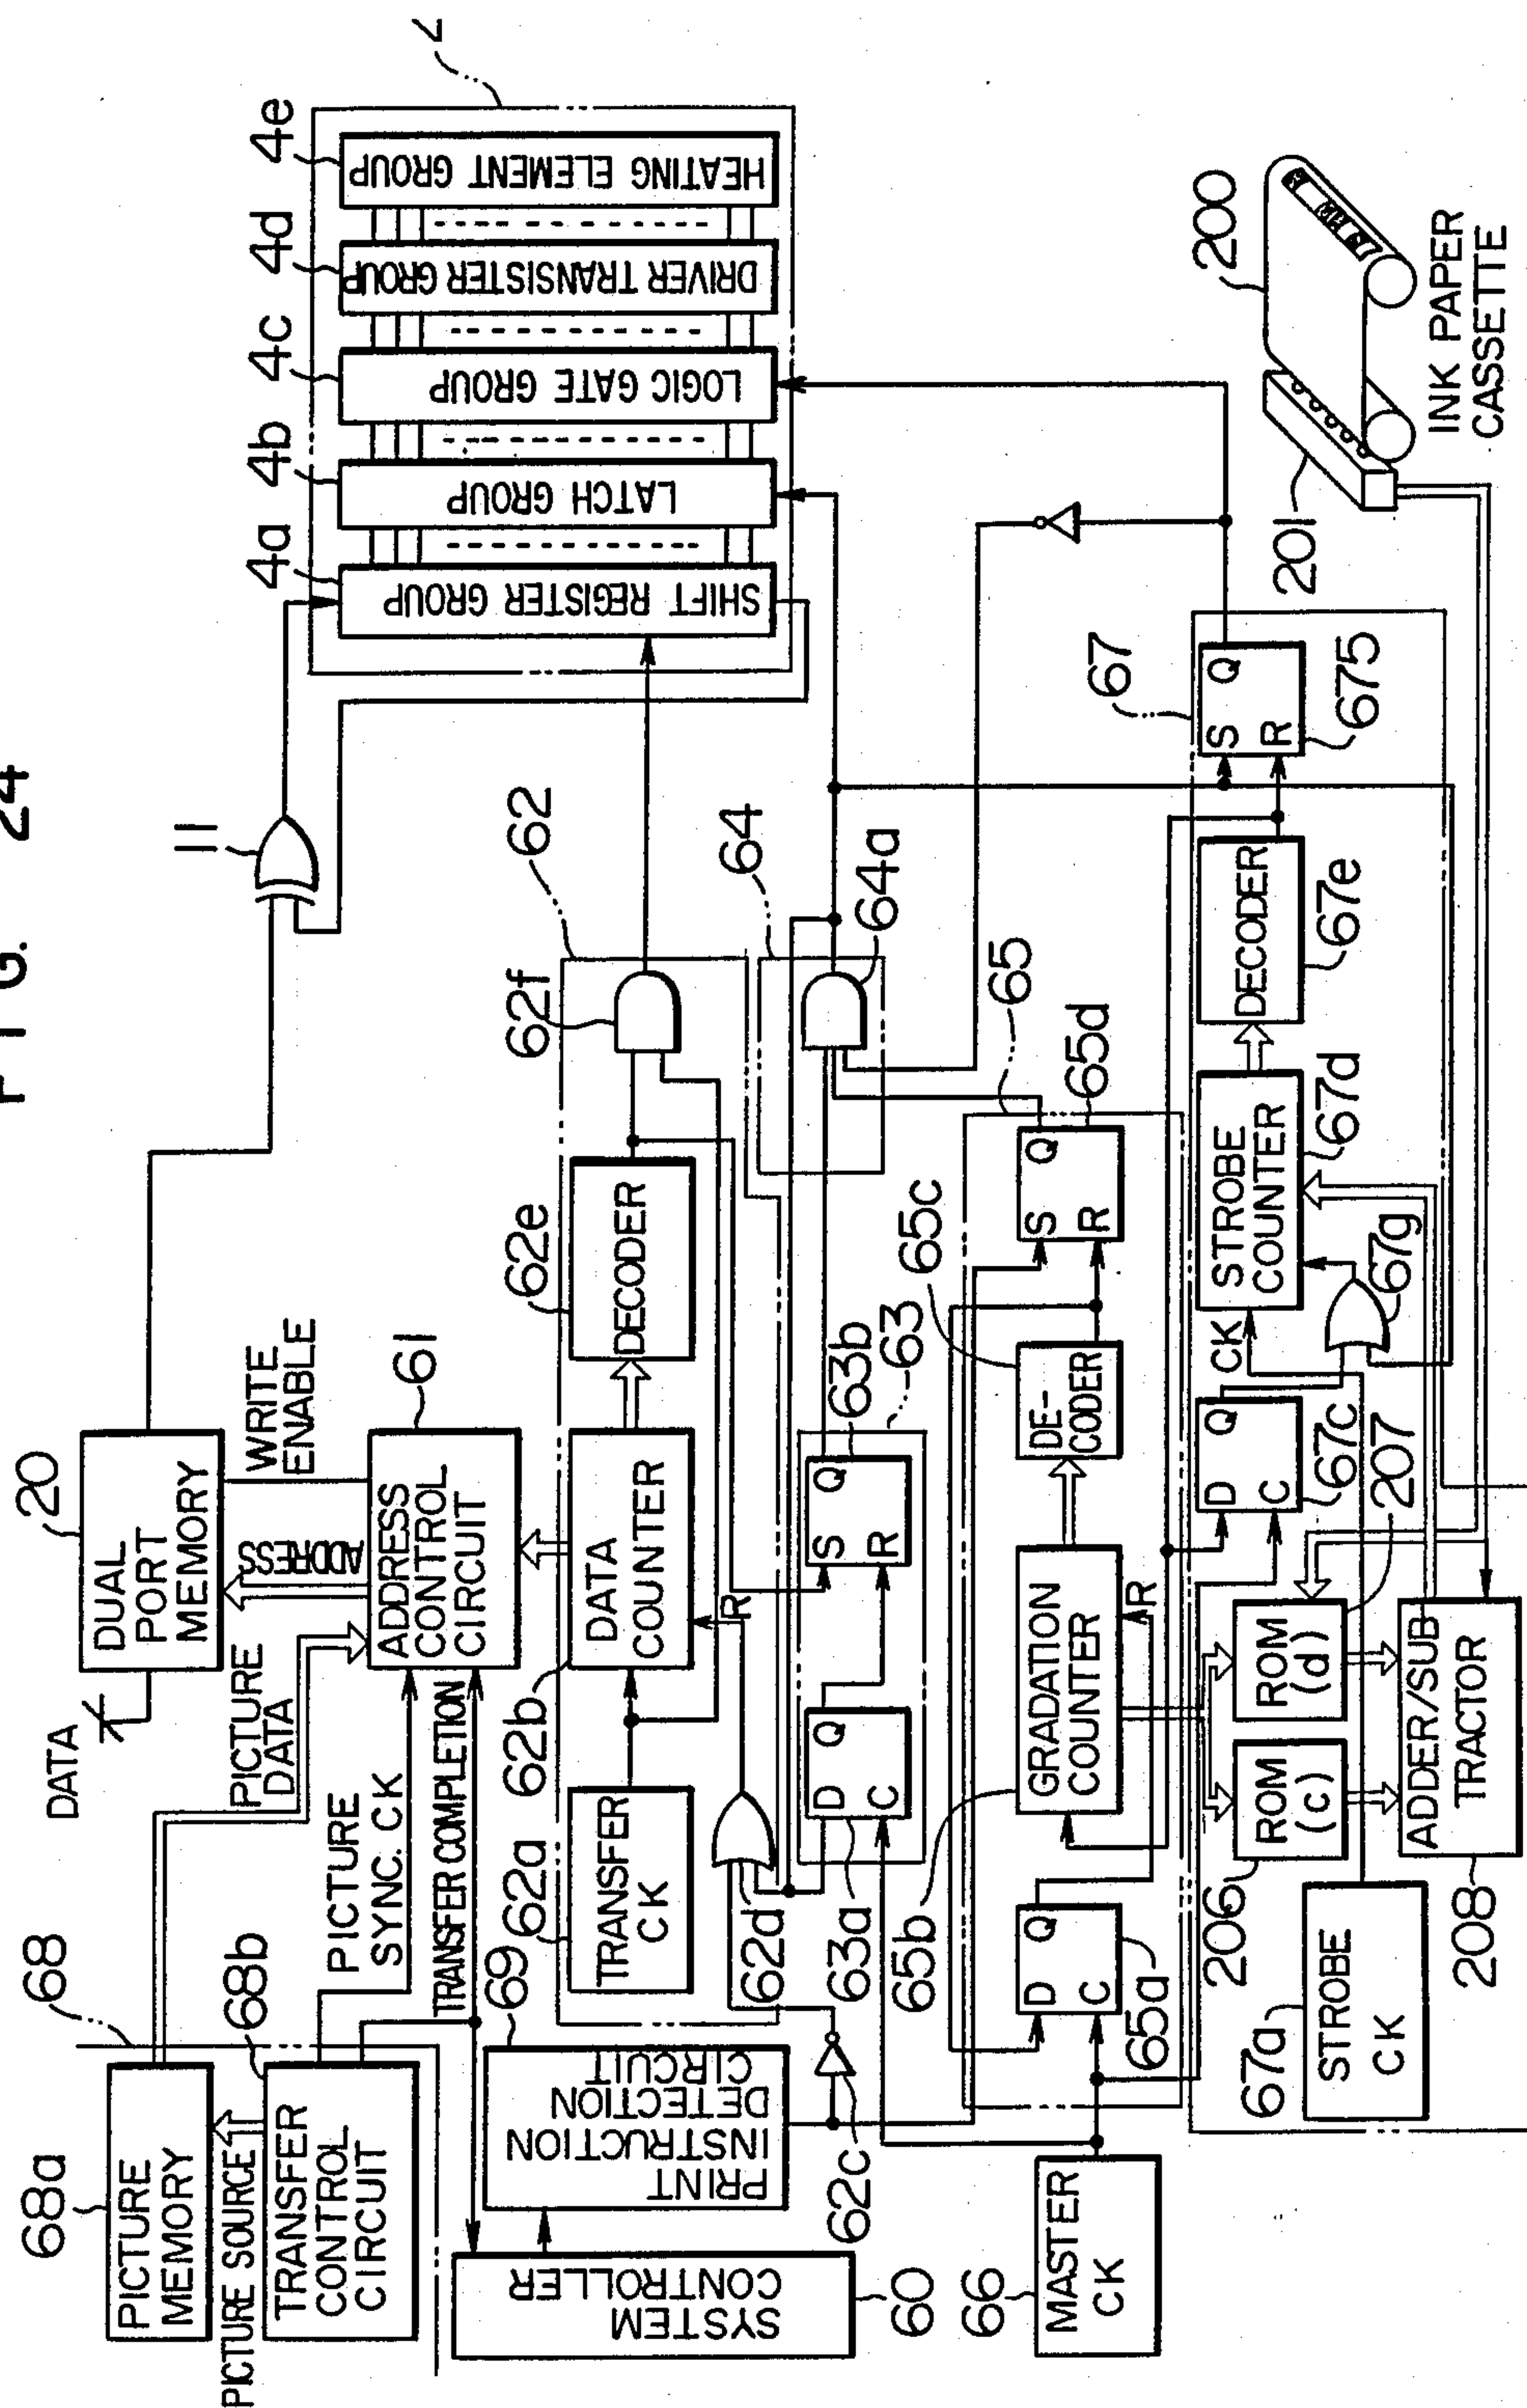 FIG. 24
68
68a
PICTURE
MEMORY
PICTURE SOURCE
68b
TRANSFER
CONTROL
CIRCUIT
DATA
20
DUAL
PORT
MEMORY
PICTURE
DATA
ADDRESS
WRITE
ENABLE
PICTURE
SYNC. CK
TRANSFER COMPLETION
61
ADDRESS
CONTROL
CIRCUIT
11
2
4a
SHIFT REGISTER GROUP
4b
LATCH GROUP
4c
LOGIC GATE GROUP
4d
DRIVER TRANSISTER GROUP
4e
HEATING ELEMENT GROUP
60
SYSTEM
CONTROLLER
69
PRINT
INSTRUCTION
DETECTION
CIRCUIT
62
62a
TRANSFER
CK
62b
DATA
COUNTER
R
62c
62d
62e
DECODER
62f
63
63a
D Q
C
63b
S Q
R
64
64a
65
65a
D Q
C
65b
GRADATION
COUNTER
R
65c
DE-
CODER
65d
S Q
R
66
MASTER
CK
67
67a
STROBE
CK
206
ROM
(c)
207
ROM
(d)
208
ADDER/SUB
TRACTOR
67c
D Q
C
CK
67g
67d
STROBE
COUNTER
67e
DECODER
675
S Q
R
200
201
INK PAPER
CASSETTE